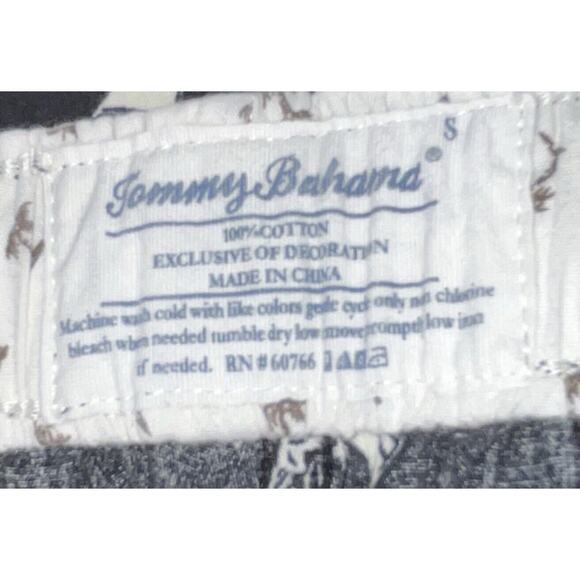 S
Tommy Bahama®
100% COTTON
EXCLUSIVE OF DECORATION
MADE IN CHINA
Machine wash cold with like colors gentle cycle only non chlorine
bleach when needed tumble dry low remove promptly low iron
if needed. RN # 60766